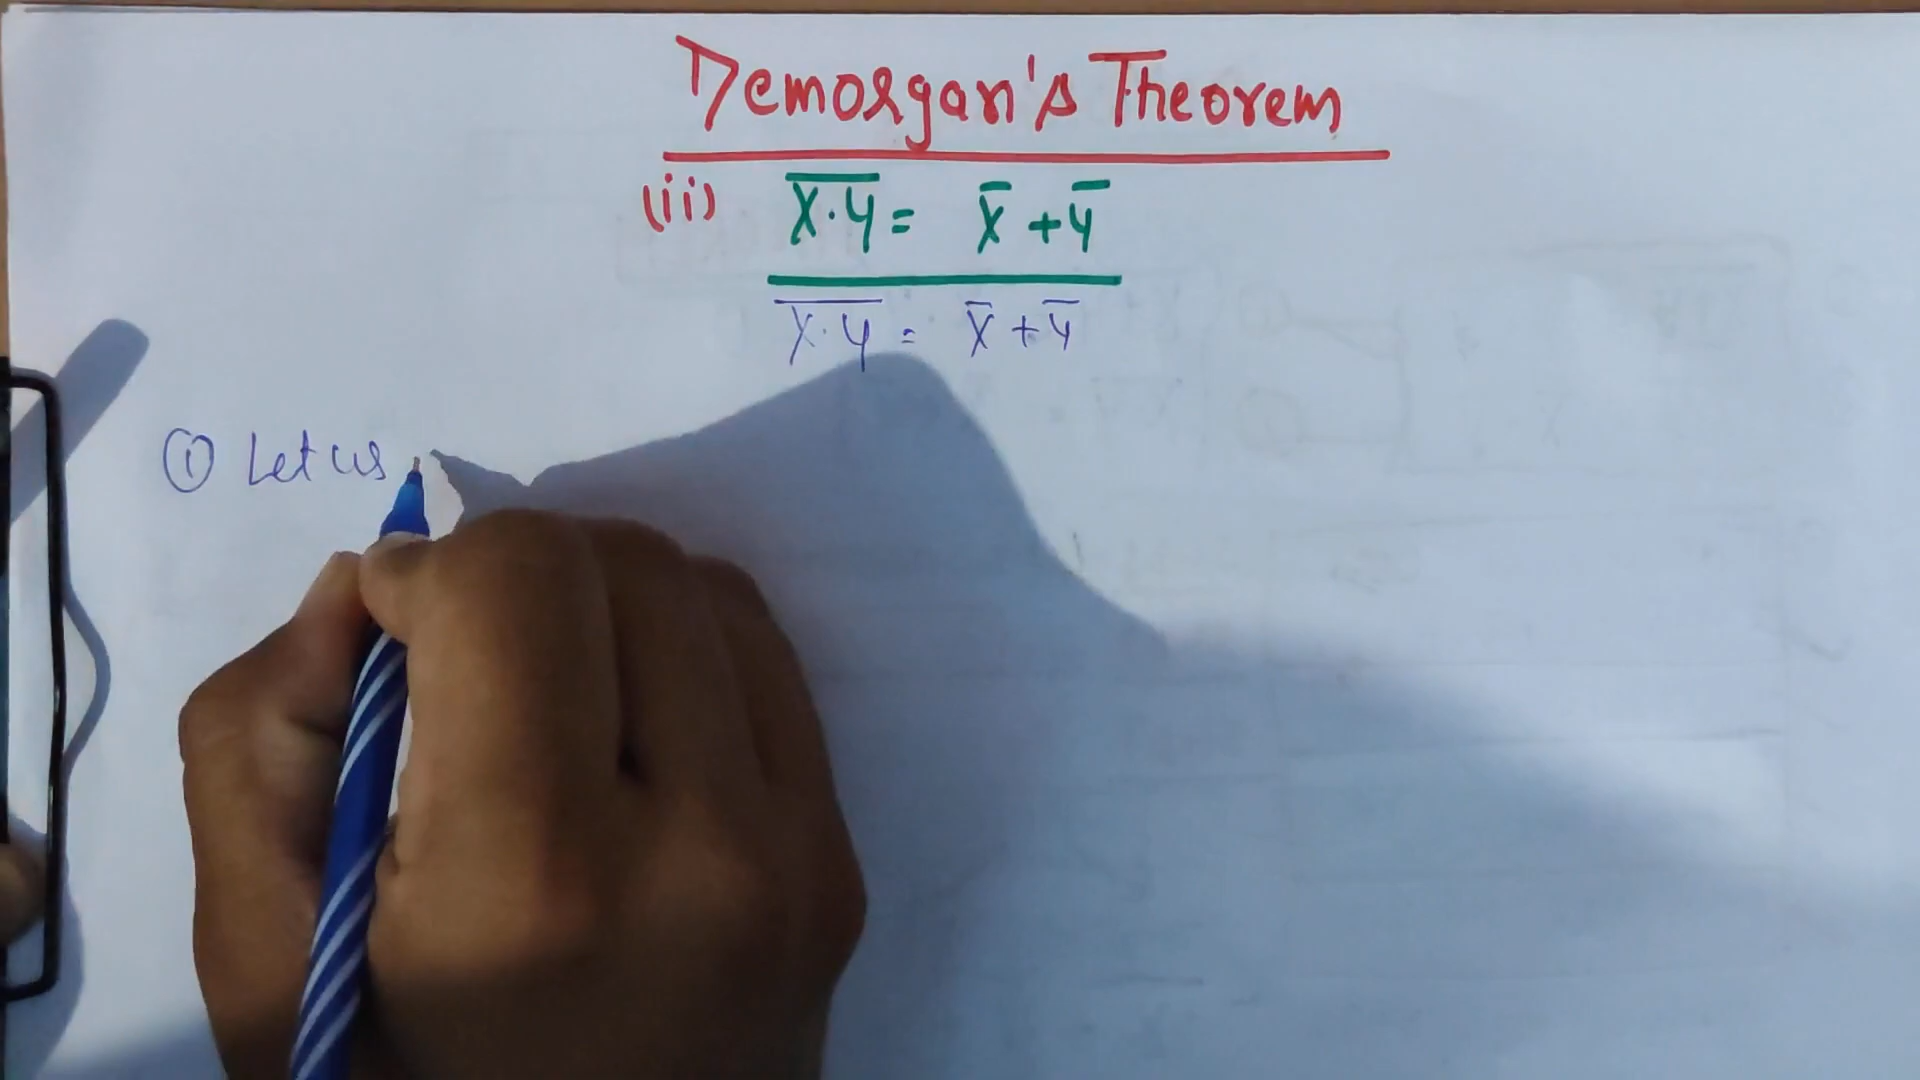 Demorgan's Theorem
(ii) X̅·̅Y̅ = X̅ + Y̅
X̅·̅Y̅ = X̅ + Y̅
① Let us